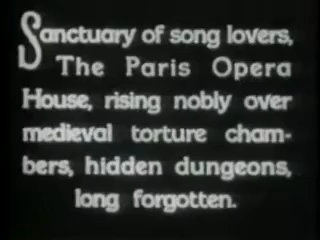 Sanctuary of song lovers,
The Paris Opera
House, rising nobly over
medieval torture cham-
bers, hidden dungeons,
long forgotten.